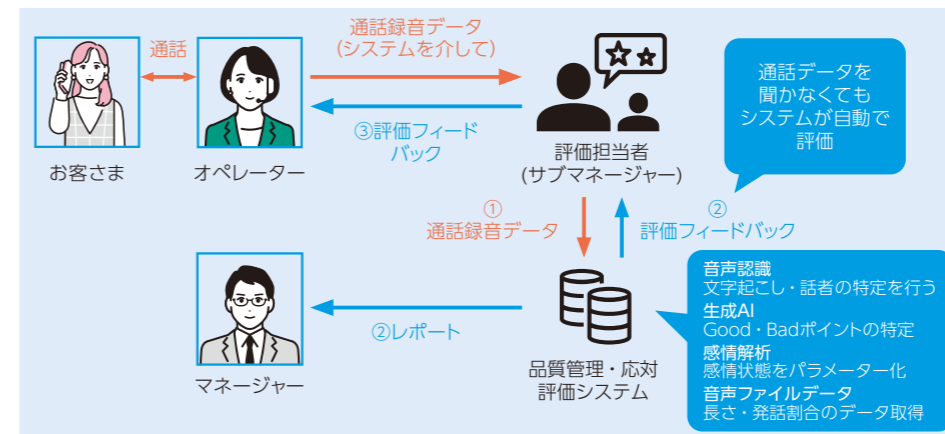 通話
通話録音データ
(システムを介して)
③評価フィード
バック
お客さま
オペレーター
評価担当者
(サブマネージャー)
通話データを
聞かなくても
システムが自動で
評価
①
通話録音データ
②
評価フィードバック
②レポート
マネージャー
品質管理・応対
評価システム
音声認識
文字起こし・話者の特定を行う
生成AI
Good・Badポイントの特定
感情解析
感情状態をパラメーター化
音声ファイルデータ
長さ・発話割合のデータ取得